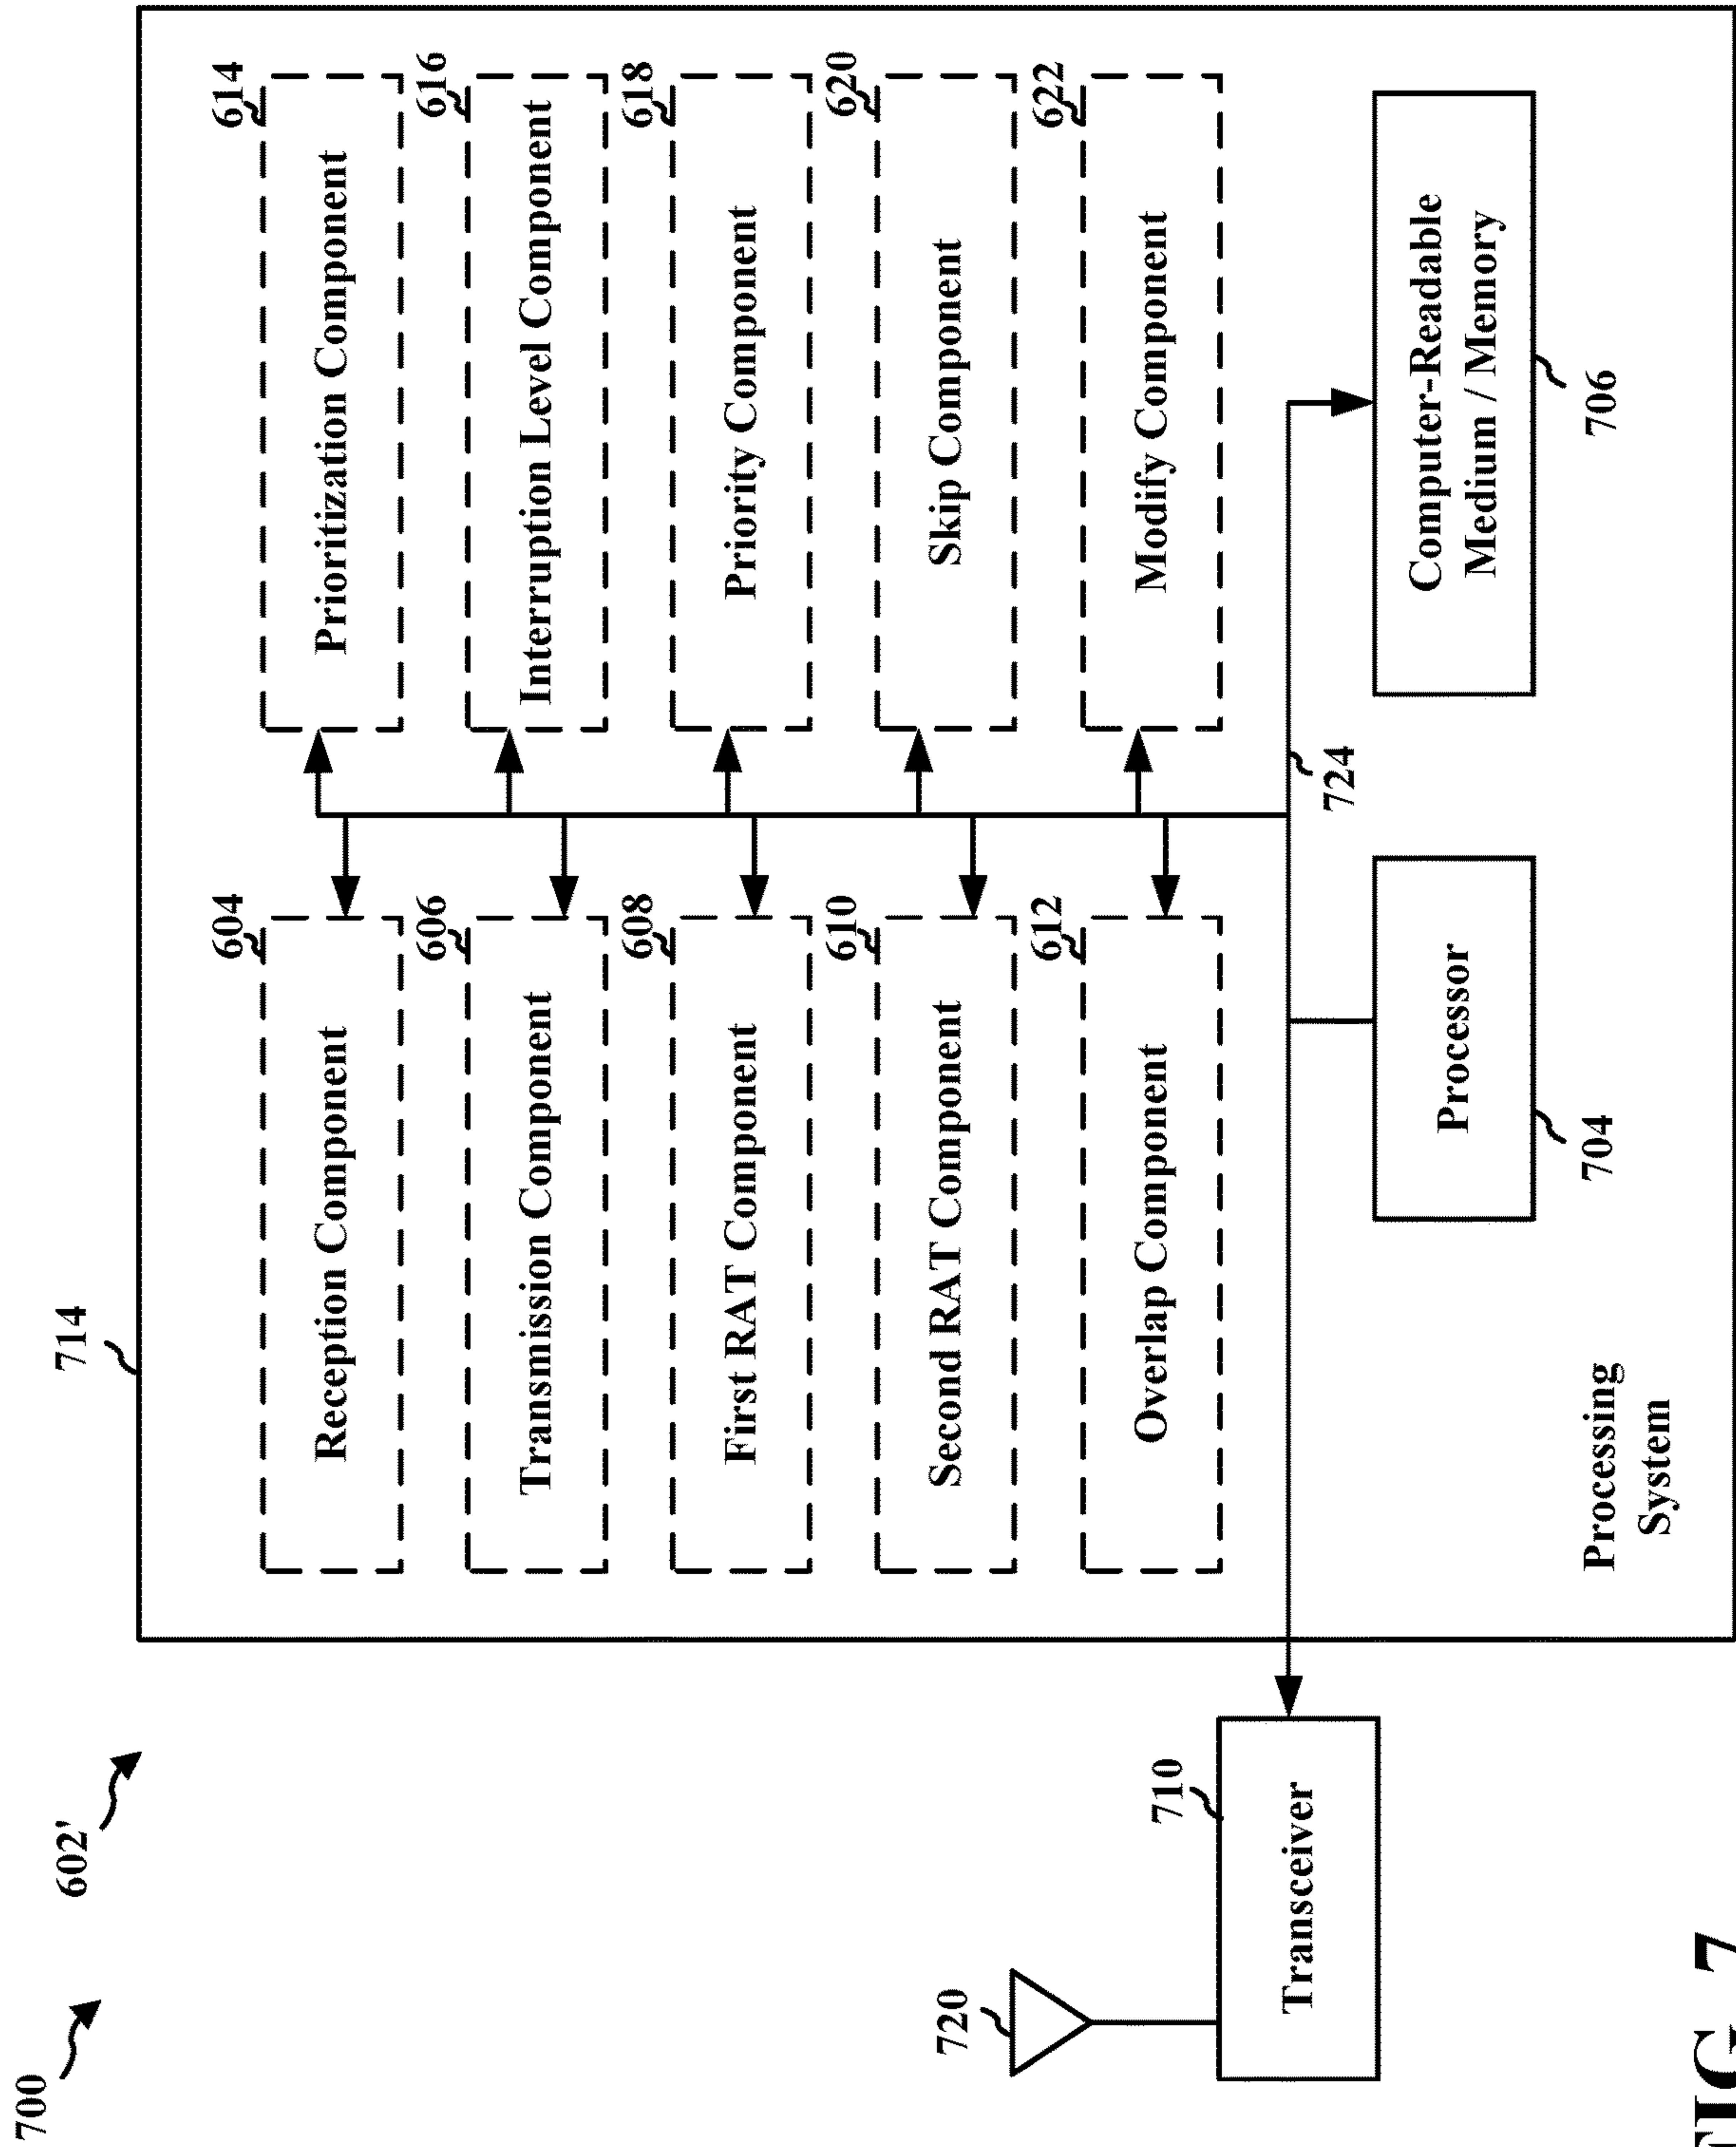 700
602'
714
604
Reception Component
614
Prioritization Component
606
Transmission Component
616
Interruption Level Component
608
First RAT Component
618
Priority Component
610
Second RAT Component
620
Skip Component
612
Overlap Component
622
Modify Component
720
710
Transceiver
724
Processor
704
Computer-Readable
Medium / Memory
706
Processing
System
FIG. 7